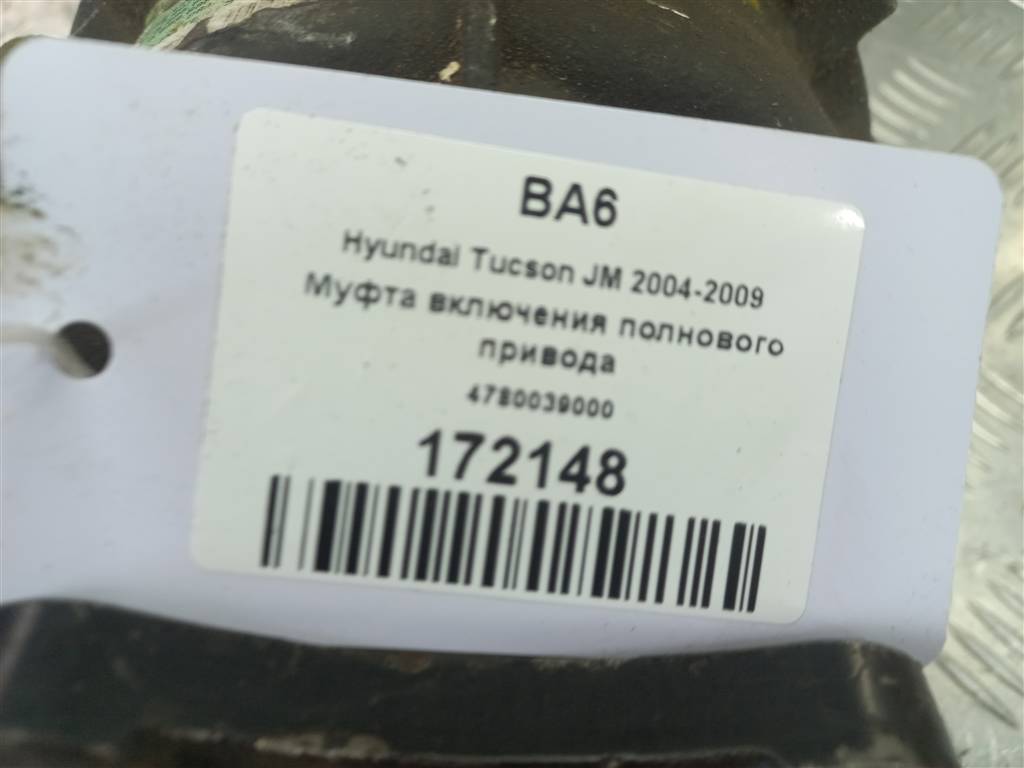 BA6
Hyundai Tucson JM 2004-2009
Муфта включения полнового
привода
4780039000
172148